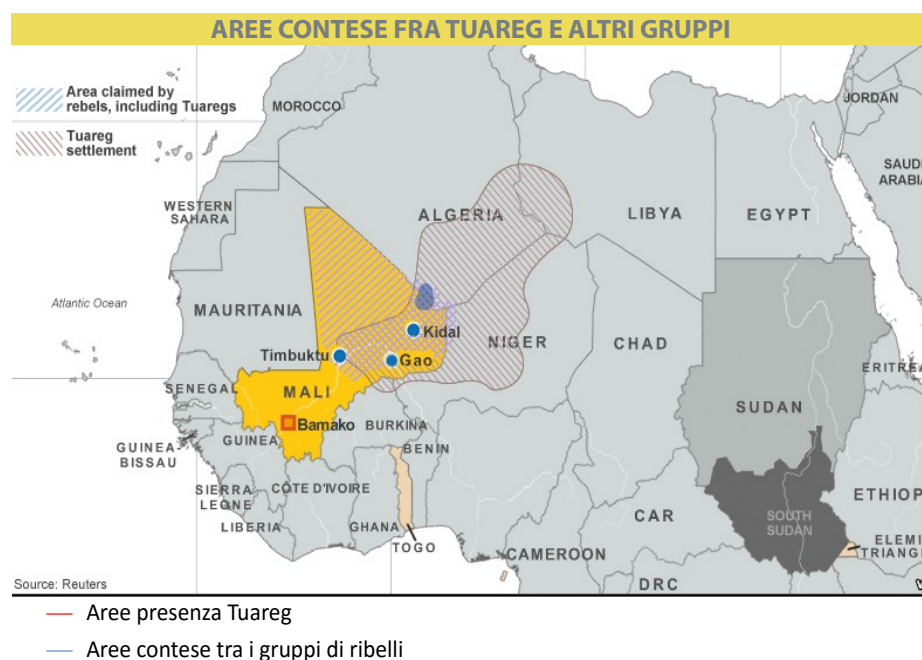 AREE CONTESE FRA TUAREG E ALTRI GRUPPI
Area claimed by
rebels, including Tuaregs
Tuareg
settlement
MOROCCO
JORDAN
SAUDI
ARABIA
WESTERN
SAHARA
ALGERIA
LIBYA
EGYPT
Atlantic Ocean
MAURITANIA
Kidal
NIGER
CHAD
Timbuktu
Gao
ERITREA
SENEGAL
MALI
SUDAN
Bamako
BURKINA
GUINEA
GUINEA-
BISSAU
BENIN
SIERRA
LEONE
CÔTE D'IVOIRE
ETHIOP
LIBERIA
GHANA
CAR
SOUTH
SUDAN
TOGO
CAMEROON
ELEMI
TRIANG
DRC
Source: Reuters
Aree presenza Tuareg
Aree contese tra i gruppi di ribelli